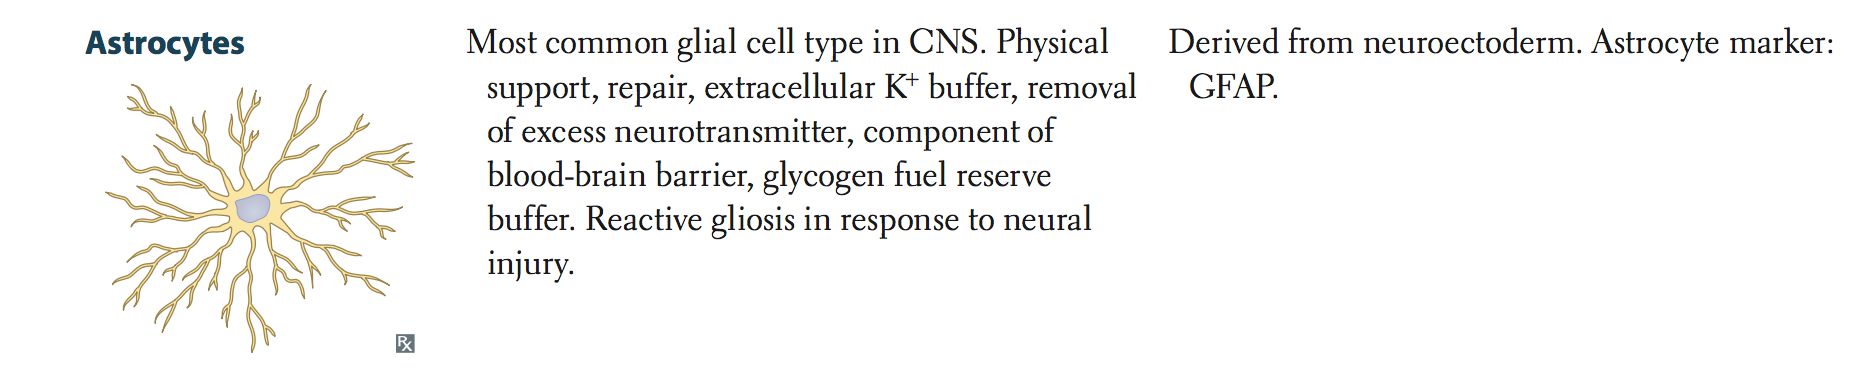 Astrocytes
Most common glial cell type in CNS. Physical
support, repair, extracellular K⁺ buffer, removal
of excess neurotransmitter, component of
blood-brain barrier, glycogen fuel reserve
buffer. Reactive gliosis in response to neural
injury.
Derived from neuroectoderm. Astrocyte marker:
GFAP.
Rx